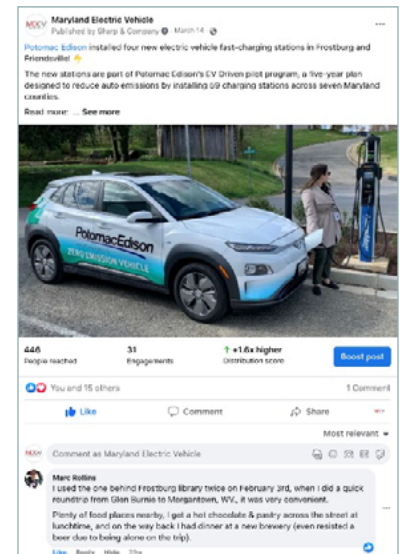 Maryland Electric Vehicle
Published by Sharp & Company · March 14
Potomac Edison installed four new electric vehicle fast-charging stations in Frostburg and
Friendsville!
The new stations are part of Potomac Edison's EV Driven pilot program, a five-year plan
designed to reduce auto emissions by installing 59 charging stations across seven Maryland
counties.
Read more: ... See more
PotomacEdison
ZERO EMISSION VEHICLE
446
People reached
31
Engagements
+1.6x higher
Distribution score
Boost post
You and 15 others
1 Comment
Like
Comment
Share
Most relevant
Comment as Maryland Electric Vehicle
Marc Rollins
I used the one behind Frostburg library twice on February 3rd, when I did a quick
roundtrip from Glen Burnie to Morgantown, WV., it was very convenient.
Plenty of food places nearby, I got a hot chocolate & pastry across the street at
lunchtime, and on the way back I had dinner at a new brewery (even resisted a
beer due to being alone on the trip).
Like Reply Hide